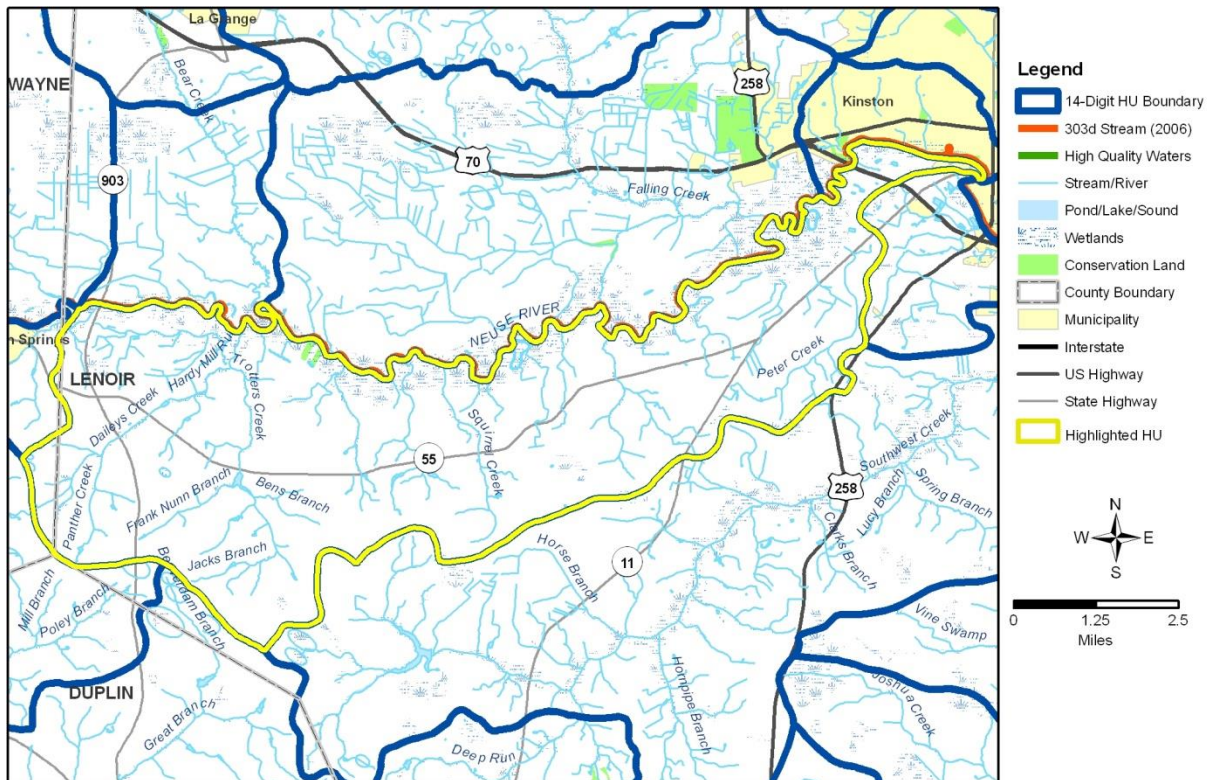 La Grange
WAYNE
Bear Creek
258
Kinston
903
70
Falling Creek
NEUSE RIVER
n Springs
LENOIR
Hardy Mill Run
Trotters Creek
Daileys Creek
Peter Creek
Squirrel Creek
55
Southwest Creek
258
Panther Creek
Frank Nunn Branch
Bens Branch
Lucy Branch
Spring Branch
Clarks Branch
Jacks Branch
Horse Branch
11
Mill Branch
Poley Branch
Vine Swamp
DUPLIN
Hornpipe Branch
Joshua Creek
Great Branch
Deep Run
Legend
14-Digit HU Boundary
303d Stream (2006)
High Quality Waters
Stream/River
Pond/Lake/Sound
Wetlands
Conservation Land
County Boundary
Municipality
Interstate
US Highway
State Highway
Highlighted HU
N
W E
S
0 1.25 2.5
Miles